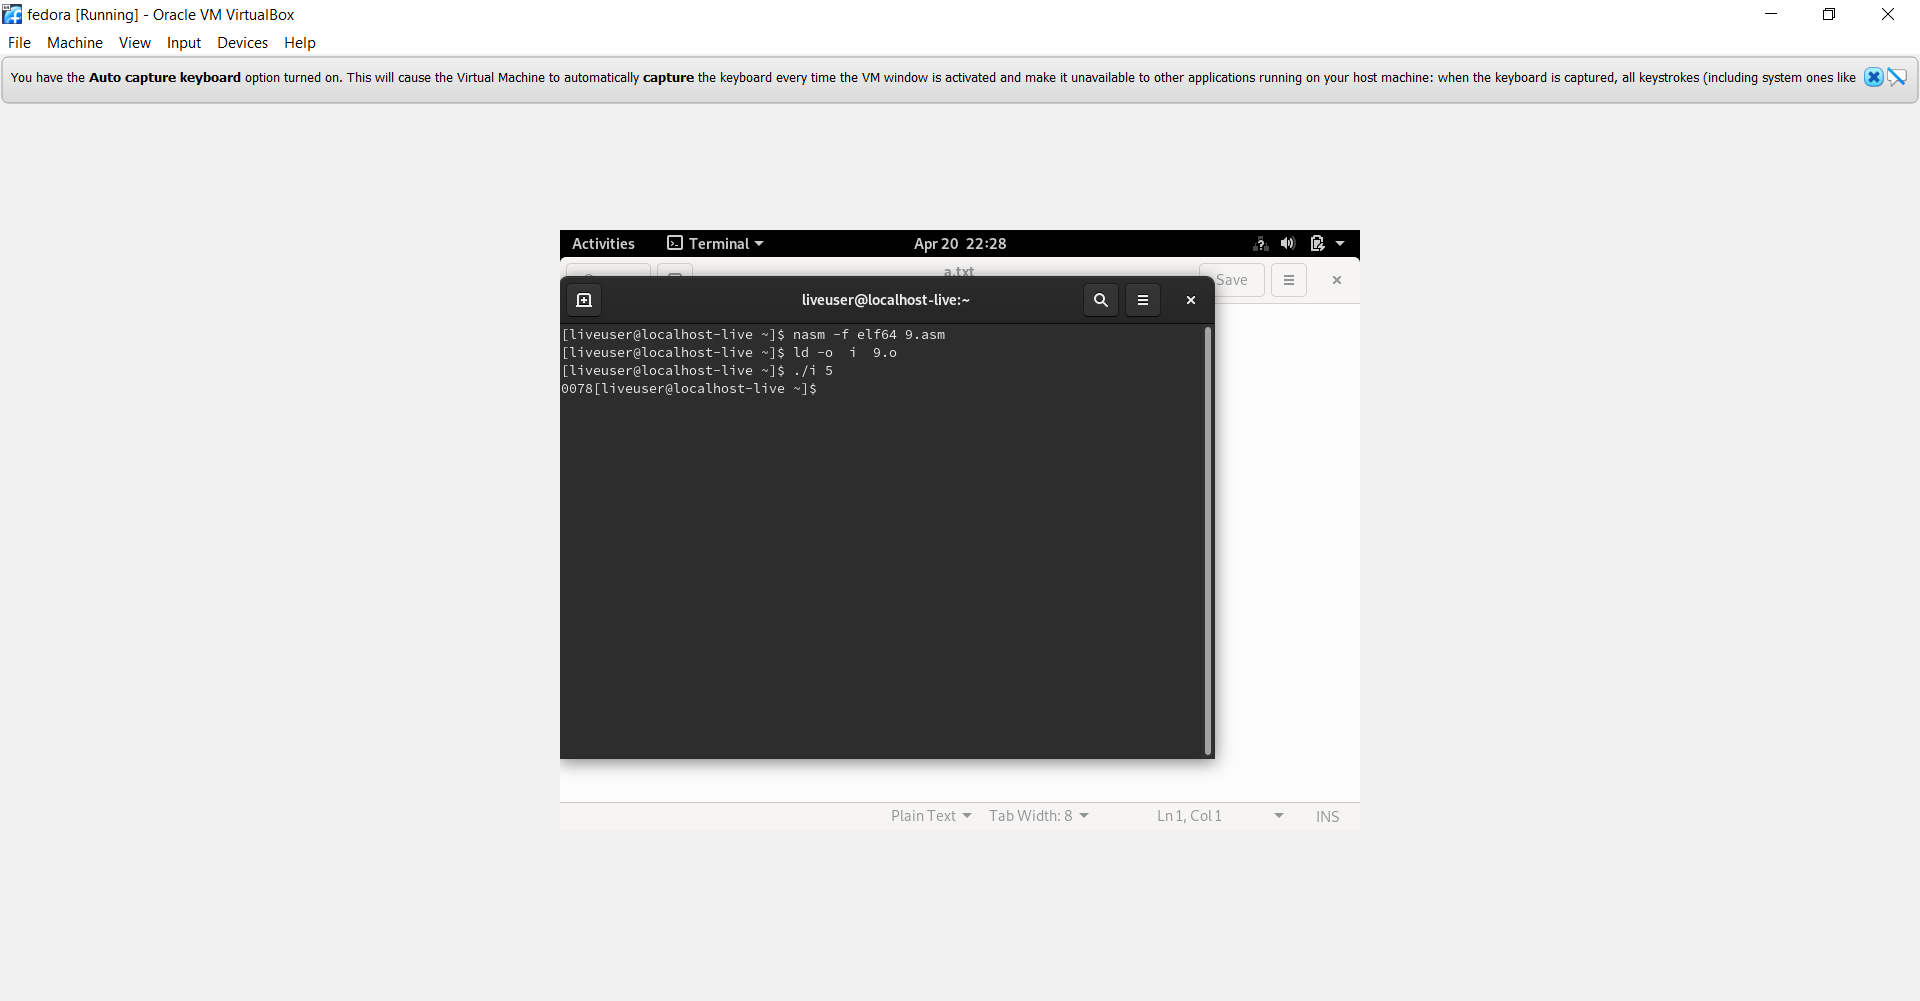 fedora [Running] - Oracle VM VirtualBox
File Machine View Input Devices Help
You have the Auto capture keyboard option turned on. This will cause the Virtual Machine to automatically capture the keyboard every time the VM window is activated and make it unavailable to other applications running on your host machine: when the keyboard is captured, all keystrokes (including system ones like
Activities Terminal Apr 20 22:28
a.txt
Save
liveuser@localhost-live:~
[liveuser@localhost-live ~]$ nasm -f elf64 9.asm
[liveuser@localhost-live ~]$ ld -o  i  9.o
[liveuser@localhost-live ~]$ ./i 5
0078[liveuser@localhost-live ~]$
Plain Text Tab Width: 8 Ln 1, Col 1 INS